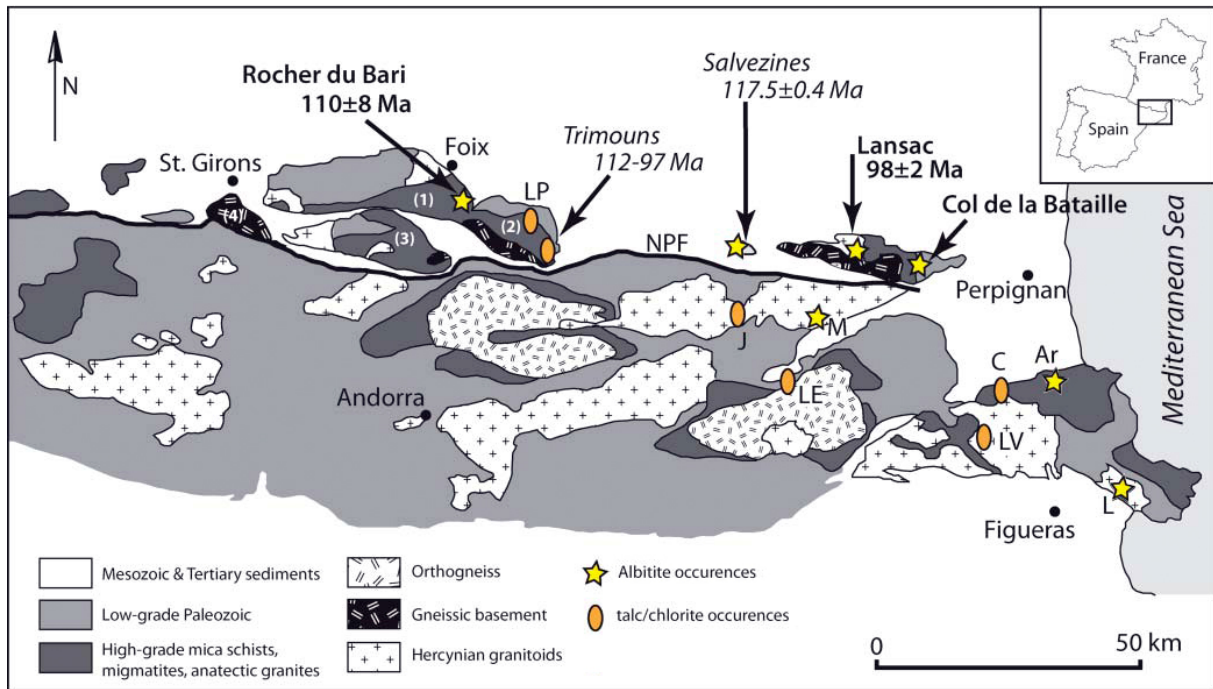 N
Rocher du Bari
110±8 Ma
Salvezines
117.5±0.4 Ma
France
Spain
St. Girons
Foix
Trimouns
112-97 Ma
Lansac
98±2 Ma
Col de la Bataille
LP
(1)
(2)
(3)
(4)
NPF
Perpignan
Mediterranean Sea
J
M
Andorra
LE
C
Ar
LV
L
Figueras
Mesozoic & Tertiary sediments
Low-grade Paleozoic
High-grade mica schists,
migmatites, anatectic granites
Orthogneiss
Gneissic basement
Hercynian granitoids
Albitite occurences
talc/chlorite occurences
0
50 km